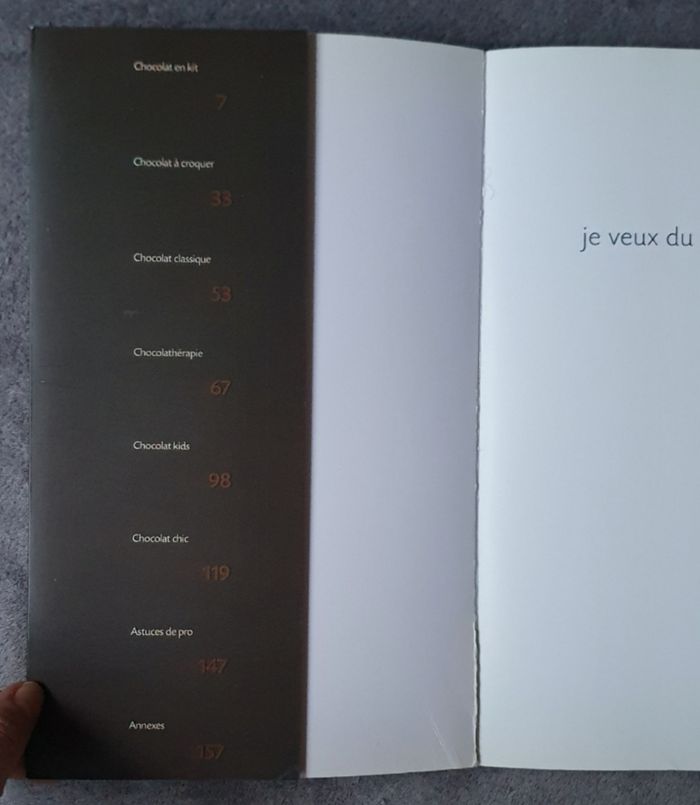 Chocolat en kit
7
Chocolat à croquer
33
Chocolat classique
53
Chocolathérapie
67
Chocolat kids
98
Chocolat chic
119
Astuces de pro
147
Annexes
157
je veux du